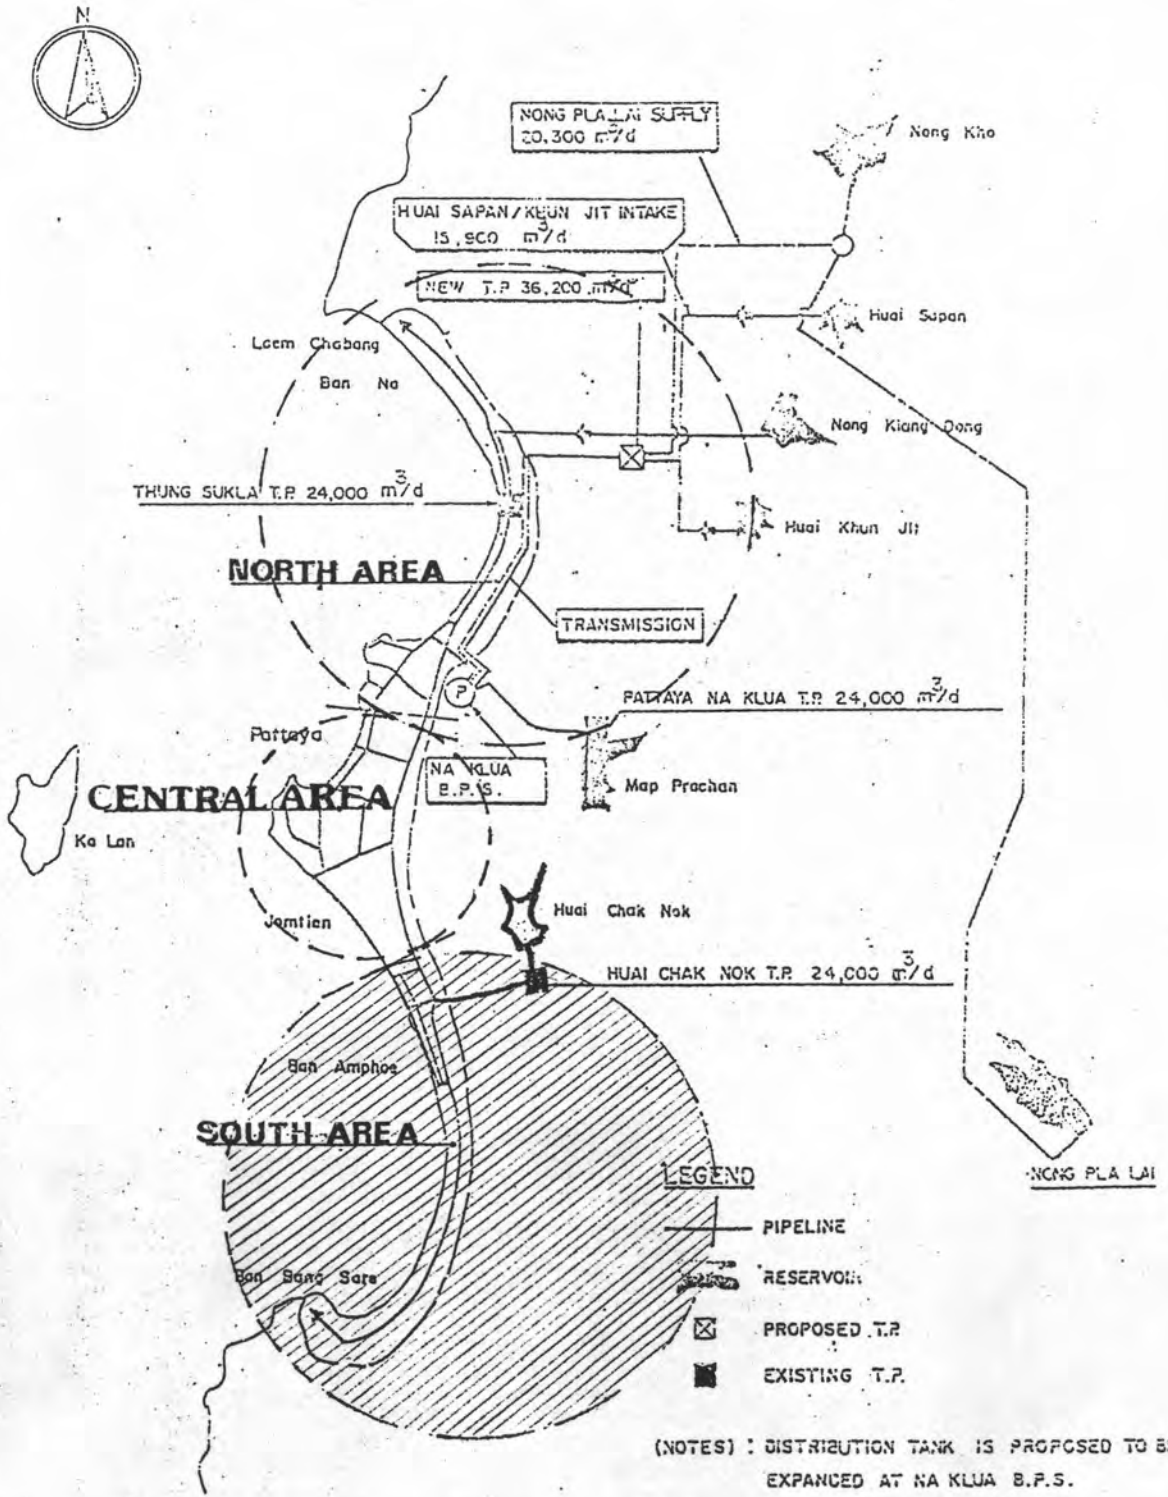 N
NONG PLA LAI SUPPLY
20,300 m³/d
Nong Kho
HUAI SAPAN/KHUN JIT INTAKE
15,900 m³/d
NEW T.P. 36,200 m³/d
Huai Sapan
Laem Chabang
Ban Na
Nong Klang Dong
THUNG SUKLA T.P. 24,000 m³/d
Huai Khun Jit
NORTH AREA
TRANSMISSION
P
PATTAYA NA KLUA T.P. 24,000 m³/d
Pattaya
NA KLUA
B.P.S.
Map Prachan
CENTRAL AREA
Ko Lan
Huai Chak Nok
Jomtien
HUAI CHAK NOK T.P. 24,000 m³/d
Ban Amphoe
SOUTH AREA
NONG PLA LAI
LEGEND
PIPELINE
Ban Bang Sare
RESERVOIR
PROPOSED T.P.
EXISTING T.P.
(NOTES) : DISTRIBUTION TANK IS PROPOSED TO BE
EXPANCED AT NA KLUA B.P.S.